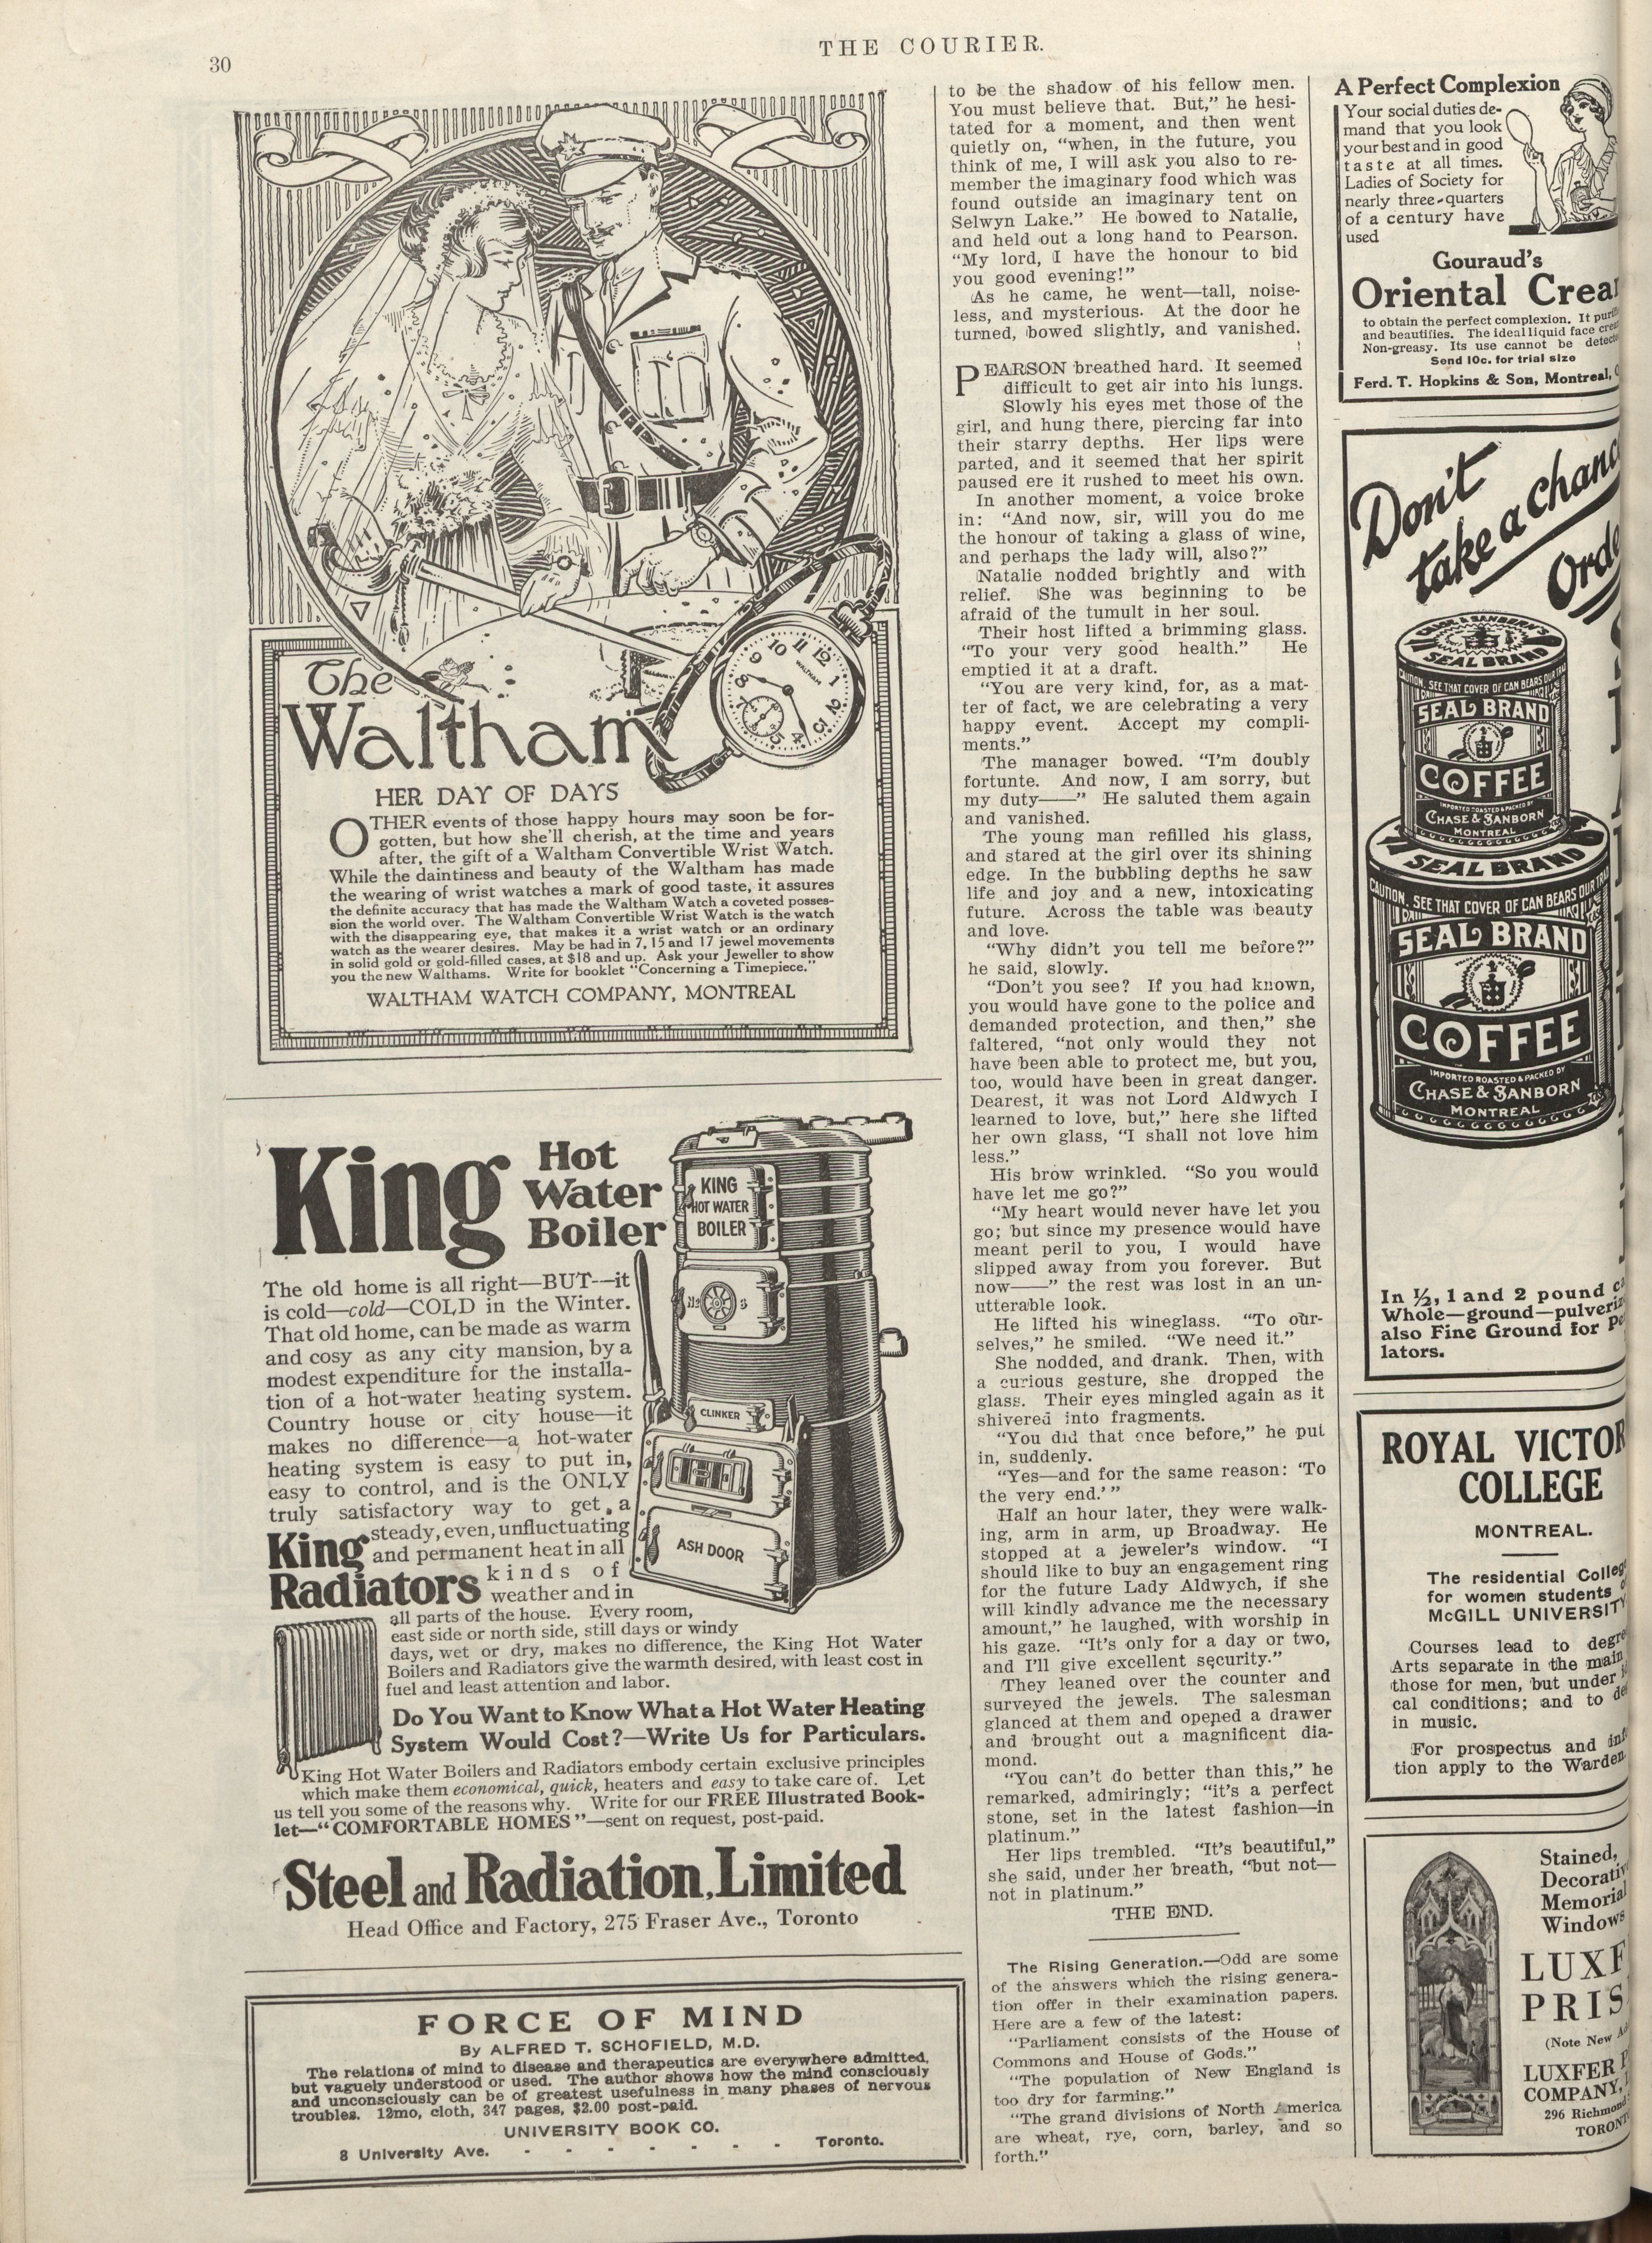 30
THE COURIER.
The
Waltham
WALTHAM
HER DAY OF DAYS
OTHER events of those happy hours may soon be for-
gotten, but how she'll cherish, at the time and years
after, the gift of a Waltham Convertible Wrist Watch.
While the daintiness and beauty of the Waltham has made
the wearing of wrist watches a mark of good taste, it assures
the definite accuracy that has made the Waltham Watch a coveted posses-
sion the world over. The Waltham Convertible Wrist Watch is the watch
with the disappearing eye, that makes it a wrist watch or an ordinary
watch as the wearer desires. May be had in 7, 15 and 17 jewel movements
in solid gold or gold-filled cases, at $18 and up. Ask your Jeweller to show
you the new Walthams. Write for booklet "Concerning a Timepiece."
WALTHAM WATCH COMPANY, MONTREAL
King Hot
Water
Boiler
KING
HOT WATER
BOILER
No 3
CLINKER
ASH DOOR
The old home is all right—BUT--it
is cold—cold—COLD in the Winter.
That old home, can be made as warm
and cosy as any city mansion, by a
modest expenditure for the installa-
tion of a hot-water heating system.
Country house or city house—it
makes no difference—a hot-water
heating system is easy to put in,
easy to control, and is the ONLY
truly satisfactory way to get a
steady, even, unfluctuating
and permanent heat in all
kinds of
weather and in
King
Radiators
all parts of the house. Every room,
east side or north side, still days or windy
days, wet or dry, makes no difference, the King Hot Water
Boilers and Radiators give the warmth desired, with least cost in
fuel and least attention and labor.
Do You Want to Know What a Hot Water Heating
System Would Cost?—Write Us for Particulars.
King Hot Water Boilers and Radiators embody certain exclusive principles
which make them economical, quick, heaters and easy to take care of. Let
us tell you some of the reasons why. Write for our FREE Illustrated Book-
let—"COMFORTABLE HOMES"—sent on request, post-paid.
Steel and Radiation, Limited
Head Office and Factory, 275 Fraser Ave., Toronto
FORCE OF MIND
By ALFRED T. SCHOFIELD, M.D.
The relations of mind to disease and therapeutics are everywhere admitted,
but vaguely understood or used. The author shows how the mind consciously
and unconsciously can be of greatest usefulness in many phases of nervous
troubles. 12mo, cloth, 347 pages, $2.00 post-paid.
UNIVERSITY BOOK CO.
8 University Ave. - - - - - - - Toronto.
to be the shadow of his fellow men.
You must believe that. But," he hesi-
tated for a moment, and then went
quietly on, "when, in the future, you
think of me, I will ask you also to re-
member the imaginary food which was
found outside an imaginary tent on
Selwyn Lake." He bowed to Natalie,
and held out a long hand to Pearson.
"My lord, I have the honour to bid
you good evening!"
As he came, he went—tall, noise-
less, and mysterious. At the door he
turned, bowed slightly, and vanished.
PEARSON breathed hard. It seemed
difficult to get air into his lungs.
Slowly his eyes met those of the
girl, and hung there, piercing far into
their starry depths. Her lips were
parted, and it seemed that her spirit
paused ere it rushed to meet his own.
In another moment, a voice broke
in: "And now, sir, will you do me
the honour of taking a glass of wine,
and perhaps the lady will, also?"
Natalie nodded brightly and with
relief. She was beginning to be
afraid of the tumult in her soul.
Their host lifted a brimming glass.
"To your very good health." He
emptied it at a draft.
"You are very kind, for, as a mat-
ter of fact, we are celebrating a very
happy event. Accept my compli-
ments."
The manager bowed. "I'm doubly
fortunte. And now, I am sorry, but
my duty——" He saluted them again
and vanished.
The young man refilled his glass,
and stared at the girl over its shining
edge. In the bubbling depths he saw
life and joy and a new, intoxicating
future. Across the table was beauty
and love.
"Why didn't you tell me before?"
he said, slowly.
"Don't you see? If you had known,
you would have gone to the police and
demanded protection, and then," she
faltered, "not only would they not
have been able to protect me, but you,
too, would have been in great danger.
Dearest, it was not Lord Aldwych I
learned to love, but," here she lifted
her own glass, "I shall not love him
less."
His brow wrinkled. "So you would
have let me go?"
"My heart would never have let you
go; but since my presence would have
meant peril to you, I would have
slipped away from you forever. But
now——" the rest was lost in an un-
utterable look.
He lifted his wineglass. "To our-
selves," he smiled. "We need it."
She nodded, and drank. Then, with
a curious gesture, she dropped the
glass. Their eyes mingled again as it
shivered into fragments.
"You did that once before," he put
in, suddenly.
"Yes—and for the same reason: 'To
the very end.'"
Half an hour later, they were walk-
ing, arm in arm, up Broadway. He
stopped at a jeweler's window. "I
should like to buy an engagement ring
for the future Lady Aldwych, if she
will kindly advance me the necessary
amount," he laughed, with worship in
his gaze. "It's only for a day or two,
and I'll give excellent security."
They leaned over the counter and
surveyed the jewels. The salesman
glanced at them and opened a drawer
and brought out a magnificent dia-
mond.
"You can't do better than this," he
remarked, admiringly; "it's a perfect
stone, set in the latest fashion—in
platinum."
Her lips trembled. "It's beautiful,"
she said, under her breath, "but not—
not in platinum."
THE END.
The Rising Generation.—Odd are some
of the answers which the rising genera-
tion offer in their examination papers.
Here are a few of the latest:
"Parliament consists of the House of
Commons and House of Gods."
"The population of New England is
too dry for farming."
"The grand divisions of North America
are wheat, rye, corn, barley, and so
forth."
A Perfect Complexion
Your social duties de-
mand that you look
your best and in good
taste at all times.
Ladies of Society for
nearly three-quarters
of a century have
used
Gouraud's
Oriental Crea
to obtain the perfect complexion. It puri
and beautifies. The ideal liquid face crea
Non-greasy. Its use cannot be detec
Send 10c. for trial size
Ferd. T. Hopkins & Son, Montreal,
Don't
take a chanc
Orde
CHASE & SANBORN'S
SEAL BRAND
CAUTION. SEE THAT COVER OF CAN BEARS OUR TRA
SEAL BRAND
COFFEE
IMPORTED ROASTED & PACKED BY
CHASE & SANBORN
MONTREAL
SEAL BRAND
CAUTION. SEE THAT COVER OF CAN BEARS OUR TRA
SEAL BRAND
COFFEE
IMPORTED ROASTED & PACKED BY
CHASE & SANBORN
MONTREAL
In ½, 1 and 2 pound c
Whole—ground—pulveriz
also Fine Ground for Pe
lators.
ROYAL VICTOR
COLLEGE
MONTREAL.
The residential Colleg
for women students
McGILL UNIVERSITY
Courses lead to degre
Arts separate in the main
those for men, but under i
cal conditions; and to de
in music.
For prospectus and inf
tion apply to the Warden.
Stained,
Decorativ
Memorial
Windows
LUXF
PRIS
(Note New Ad
LUXFER P
COMPANY,
296 Richmond
TORON